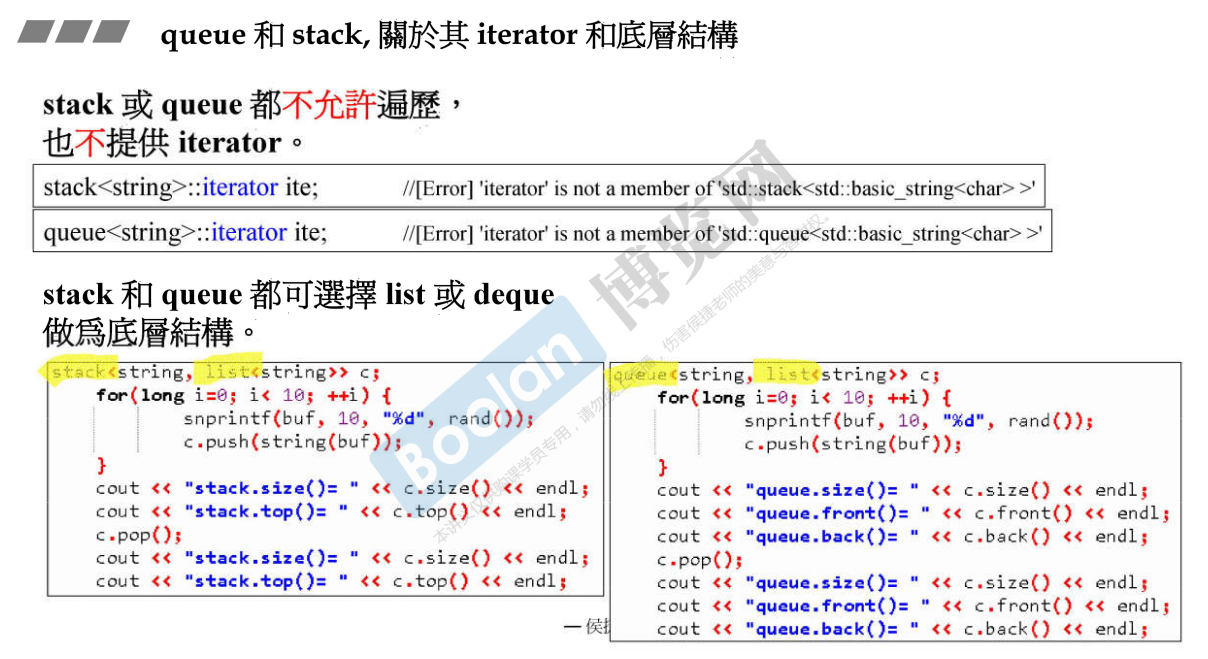 queue 和 stack, 關於其 iterator 和底層結構
stack 或 queue 都不允許遍歷，
也不提供 iterator。
stack<string>::iterator ite; //[Error] 'iterator' is not a member of 'std::stack<std::basic_string<char> >'
queue<string>::iterator ite; //[Error] 'iterator' is not a member of 'std::queue<std::basic_string<char> >'
stack 和 queue 都可選擇 list 或 deque
做爲底層結構。
stack<string, list<string>> c;
for(long i=0; i< 10; ++i) {
snprintf(buf, 10, "%d", rand());
c.push(string(buf));
}
cout << "stack.size()= " << c.size() << endl;
cout << "stack.top()= " << c.top() << endl;
c.pop();
cout << "stack.size()= " << c.size() << endl;
cout << "stack.top()= " << c.top() << endl;
queue<string, list<string>> c;
for(long i=0; i< 10; ++i) {
snprintf(buf, 10, "%d", rand());
c.push(string(buf));
}
cout << "queue.size()= " << c.size() << endl;
cout << "queue.front()= " << c.front() << endl;
cout << "queue.back()= " << c.back() << endl;
c.pop();
cout << "queue.size()= " << c.size() << endl;
cout << "queue.front()= " << c.front() << endl;
cout << "queue.back()= " << c.back() << endl;
— 侯捷
Boolan 博览网